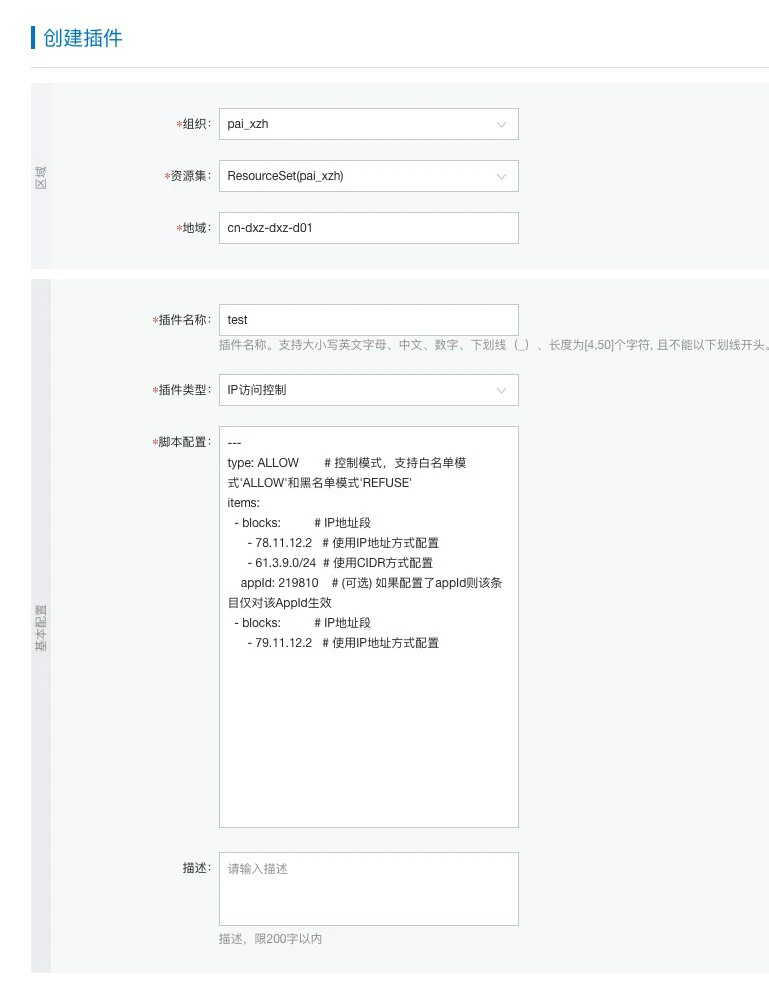 创建插件
区域
*组织: pai_xzh
*资源集: ResourceSet(pai_xzh)
*地域: cn-dxz-dxz-d01
基本配置
*插件名称: test
插件名称。支持大小写英文字母、中文、数字、下划线（_）、长度为[4,50]个字符, 且不能以下划线开头。
*插件类型: IP访问控制
*脚本配置: ---
type: ALLOW # 控制模式，支持白名单模
式'ALLOW'和黑名单模式'REFUSE'
items:
- blocks: # IP地址段
- 78.11.12.2 # 使用IP地址方式配置
- 61.3.9.0/24 # 使用CIDR方式配置
appId: 219810 # (可选) 如果配置了appId则该条
目仅对该AppId生效
- blocks: # IP地址段
- 79.11.12.2 # 使用IP地址方式配置
描述: 请输入描述
描述，限200字以内